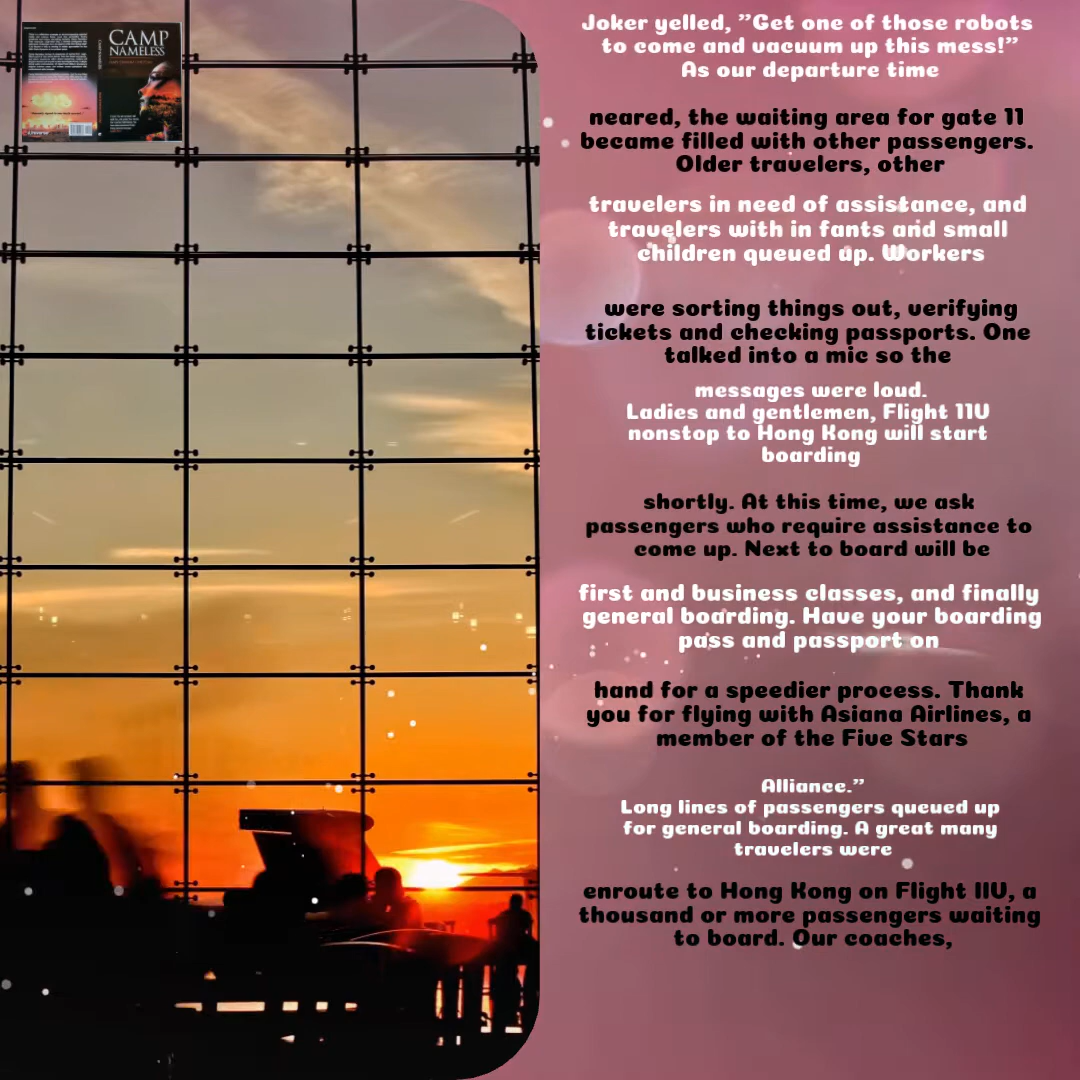 CAMP
NAMELESS
iUniverse
Joker yelled, ”Get one of those robots
to come and vacuum up this mess!”
As our departure time
neared, the waiting area for gate 11
became filled with other passengers.
Older travelers, other
travelers in need of assistance, and
travelers with in fants and small
children queued up. Workers
were sorting things out, verifying
tickets and checking passports. One
talked into a mic so the
messages were loud.
Ladies and gentlemen, Flight 11U
nonstop to Hong Kong will start
boarding
shortly. At this time, we ask
passengers who require assistance to
come up. Next to board will be
first and business classes, and finally
general boarding. Have your boarding
pass and passport on
hand for a speedier process. Thank
you for flying with Asiana Airlines, a
member of the Five Stars
Alliance.”
Long lines of passengers queued up
for general boarding. A great many
travelers were
enroute to Hong Kong on Flight IIU, a
thousand or more passengers waiting
to board. Our coaches,